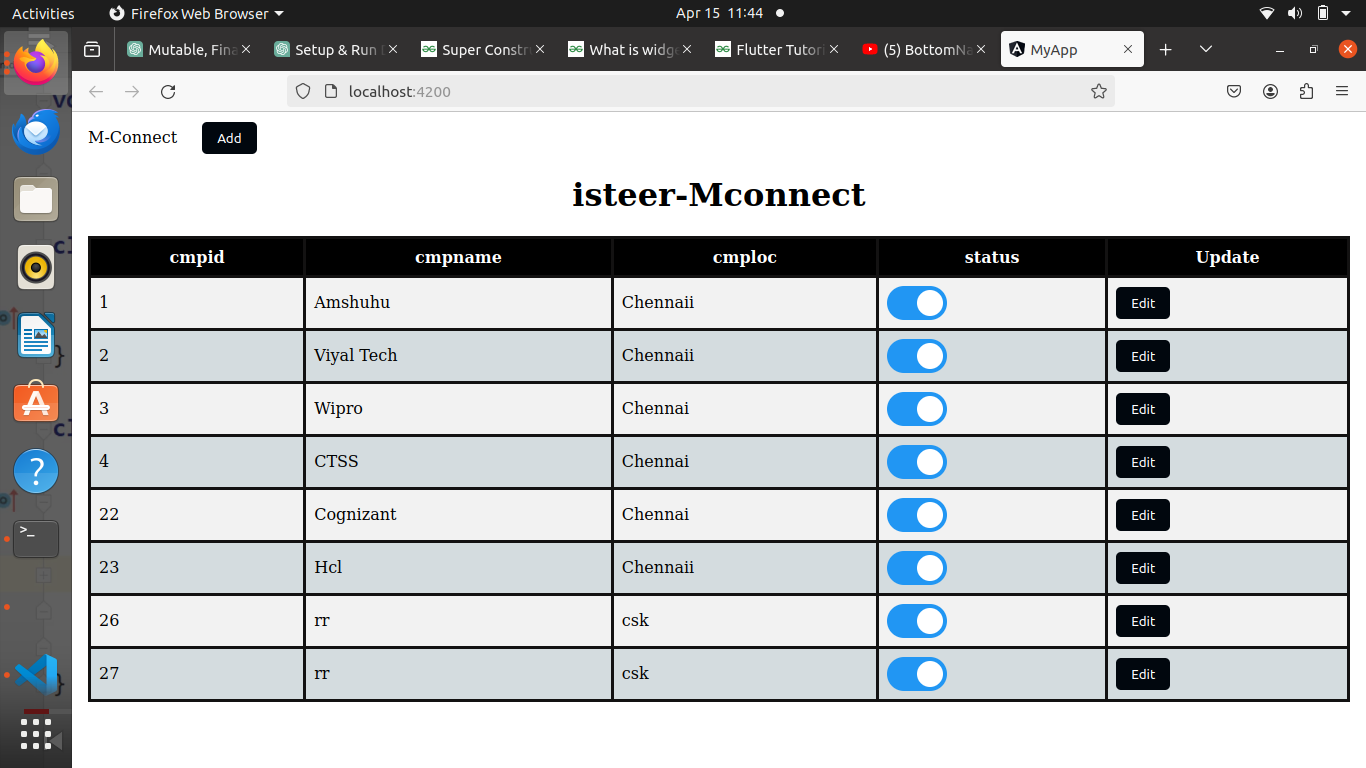 Activities Firefox Web Browser Apr 15 11:44
Mutable, Fina Setup & Run Super Constru What is widge Flutter Tutori (5) BottomNa MyApp
localhost:4200
M-Connect Add
isteer-Mconnect
cmpid cmpname cmploc status Update
1 Amshuhu Chennaii Edit
2 Viyal Tech Chennaii Edit
3 Wipro Chennai Edit
4 CTSS Chennai Edit
22 Cognizant Chennai Edit
23 Hcl Chennaii Edit
26 rr csk Edit
27 rr csk Edit